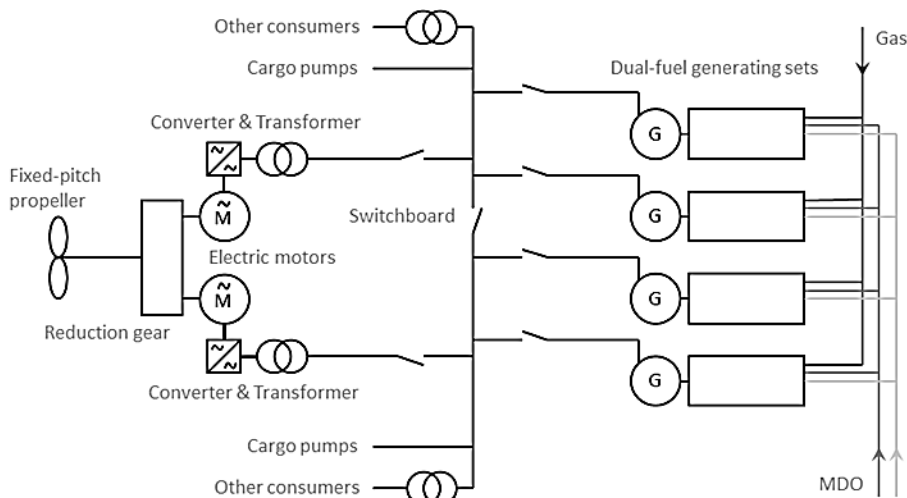 Other consumers
Gas
Cargo pumps
Dual-fuel generating sets
Converter & Transformer
G
~
~
Fixed-pitch
propeller
~
M
G
Switchboard
Electric motors
~
M
G
Reduction gear
~
~
G
Converter & Transformer
Cargo pumps
Other consumers
MDO